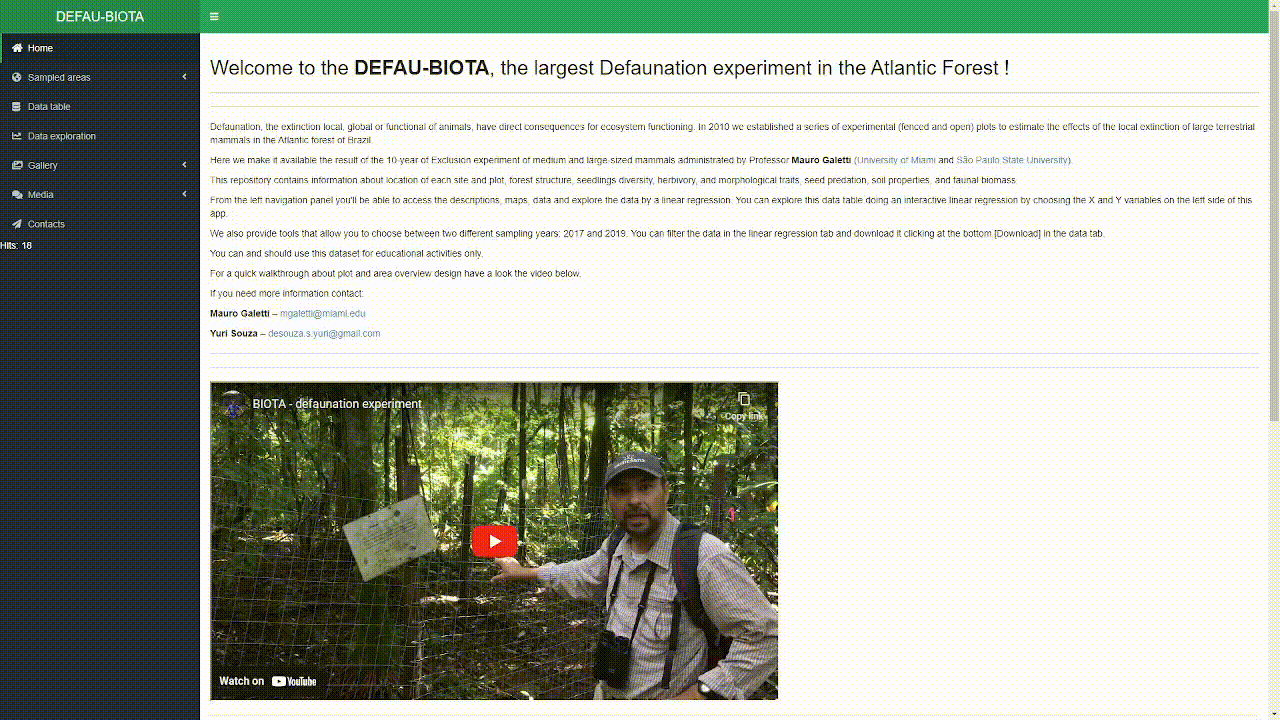 DEFAU-BIOTA
Home
Sampled areas
Data table
Data exploration
Gallery
Media
Contacts
Hits: 18
Welcome to the DEFAU-BIOTA, the largest Defaunation experiment in the Atlantic Forest !
Defaunation, the extinction local, global or functional of animals, have direct consequences for ecosystem functioning. In 2010 we established a series of experimental (fenced and open) plots to estimate the effects of the local extinction of large terrestrial
mammals in the Atlantic forest of Brazil.
Here we make it available the result of the 10-year of Exclusion experiment of medium and large-sized mammals administrated by Professor Mauro Galetti (University of Miami and São Paulo State University).
This repository contains information about location of each site and plot, forest structure, seedlings diversity, herbivory, and morphological traits, seed predation, soil properties, and faunal biomass.
From the left navigation panel you'll be able to access the descriptions, maps, data and explore the data by a linear regression. You can explore this data table doing an interactive linear regression by choosing the X and Y variables on the left side of this
app.
We also provide tools that allow you to choose between two different sampling years: 2017 and 2019. You can filter the data in the linear regression tab and download it clicking at the bottom [Download] in the data tab.
You can and should use this dataset for educational activities only.
For a quick walkthrough about plot and area overview design have a look the video below.
If you need more information contact:
Mauro Galetti – mgaletti@miami.edu
Yuri Souza – desouza.s.yuri@gmail.com
BIOTA - defaunation experiment
Copy link
Watch on YouTube